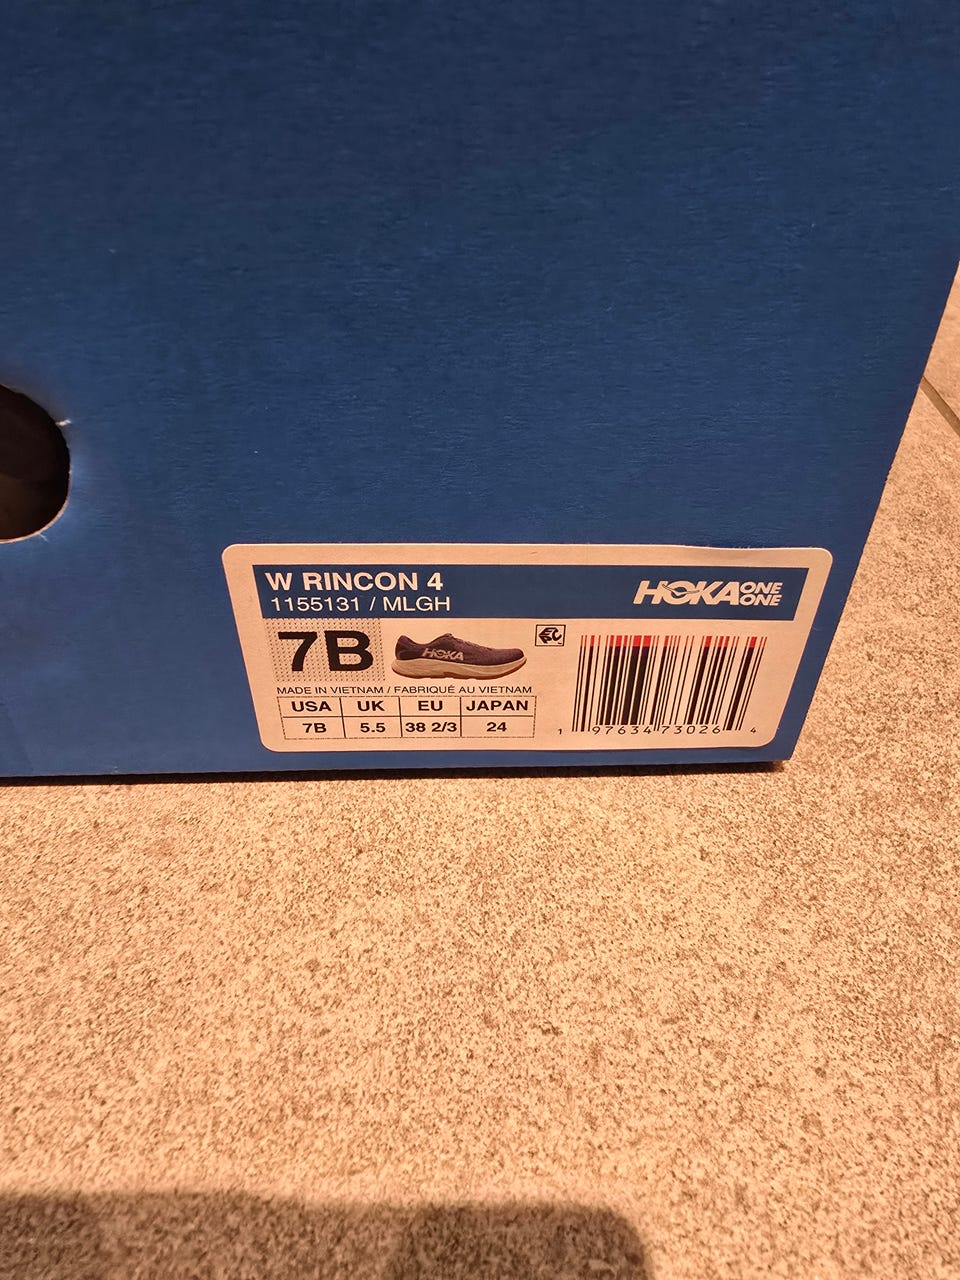 W RINCON 4
1155131 / MLGH
HOKA ONE ONE
7B
HOKA
MADE IN VIETNAM / FABRIQUÉ AU VIETNAM
USA UK EU JAPAN
7B 5.5 38 2/3 24
1 97634 73026 4